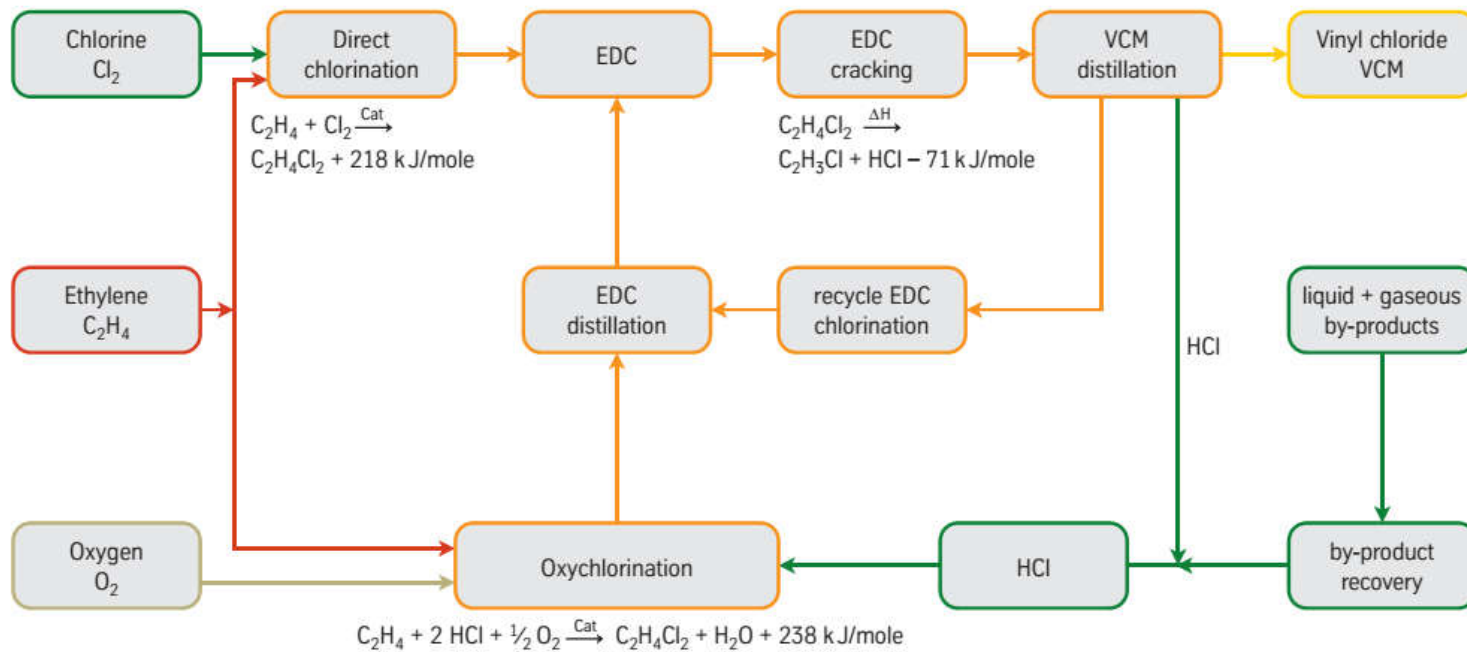 Chlorine
Cl₂
Direct
chlorination
EDC
EDC
cracking
VCM
distillation
Vinyl chloride
VCM
C₂H₄ + Cl₂ Cat→
C₂H₄Cl₂ + 218 kJ/mole
C₂H₄Cl₂ ΔH→
C₂H₃Cl + HCl – 71 kJ/mole
Ethylene
C₂H₄
EDC
distillation
recycle EDC
chlorination
HCl
liquid + gaseous
by-products
Oxygen
O₂
Oxychlorination
HCl
by-product
recovery
C₂H₄ + 2 HCl + ½ O₂ Cat→ C₂H₄Cl₂ + H₂O + 238 kJ/mole